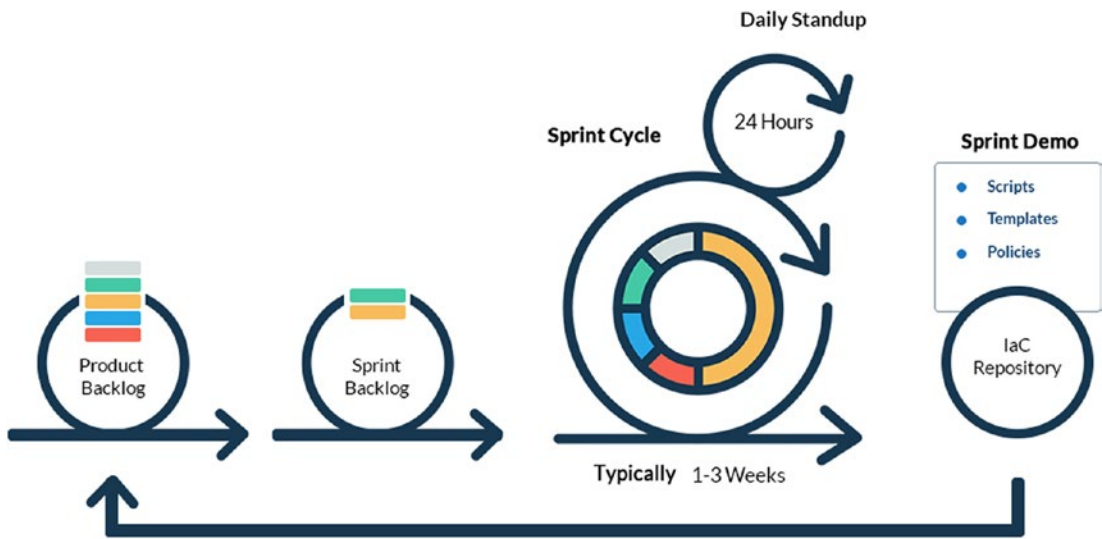 Daily Standup
24 Hours
Sprint Cycle
Sprint Demo
Scripts
Templates
Policies
Product
Backlog
Sprint
Backlog
IaC
Repository
Typically 1-3 Weeks